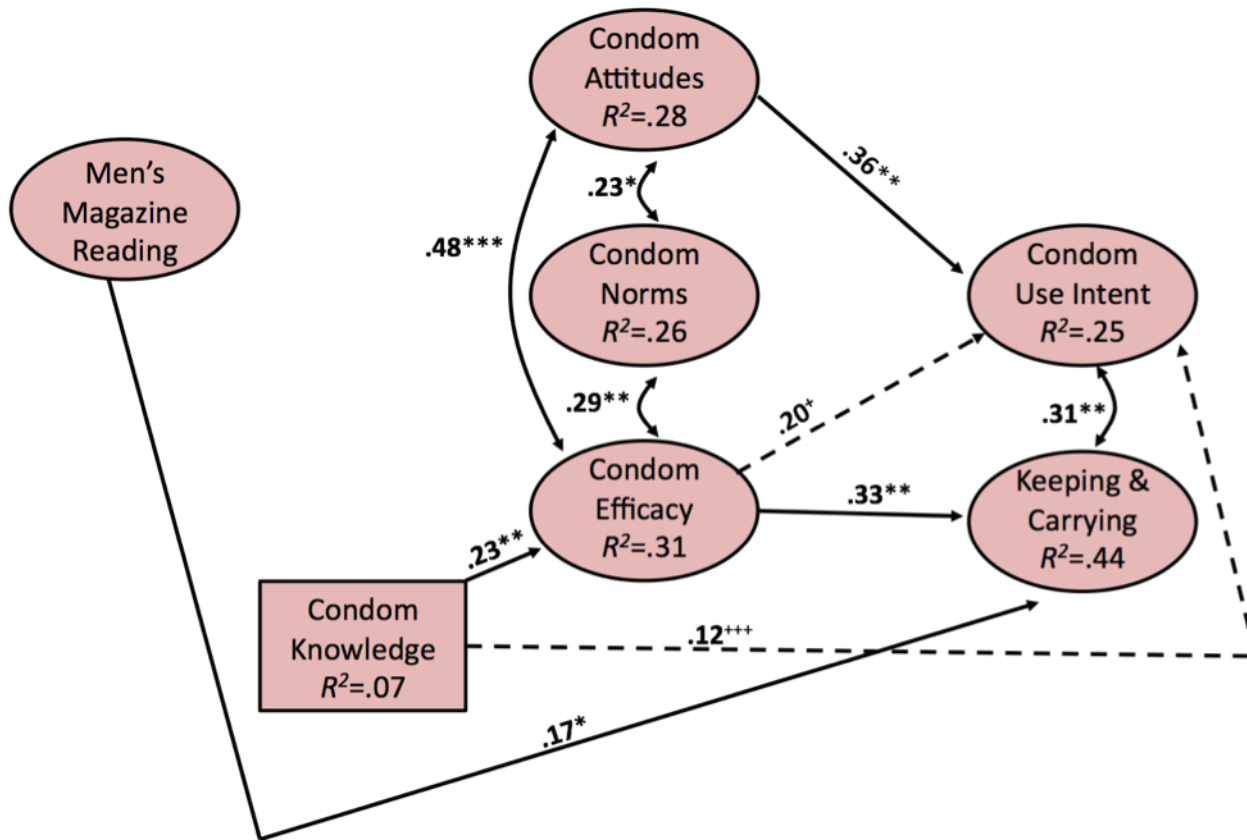 Condom
Attitudes
R²=.28
Men's
Magazine
Reading
.36**
.23*
.48***
Condom
Norms
R²=.26
Condom
Use Intent
R²=.25
.29**
.20⁺
.31**
Condom
Efficacy
R²=.31
.33**
Keeping &
Carrying
R²=.44
.23**
Condom
Knowledge
R²=.07
.12⁺⁺⁺
.17*